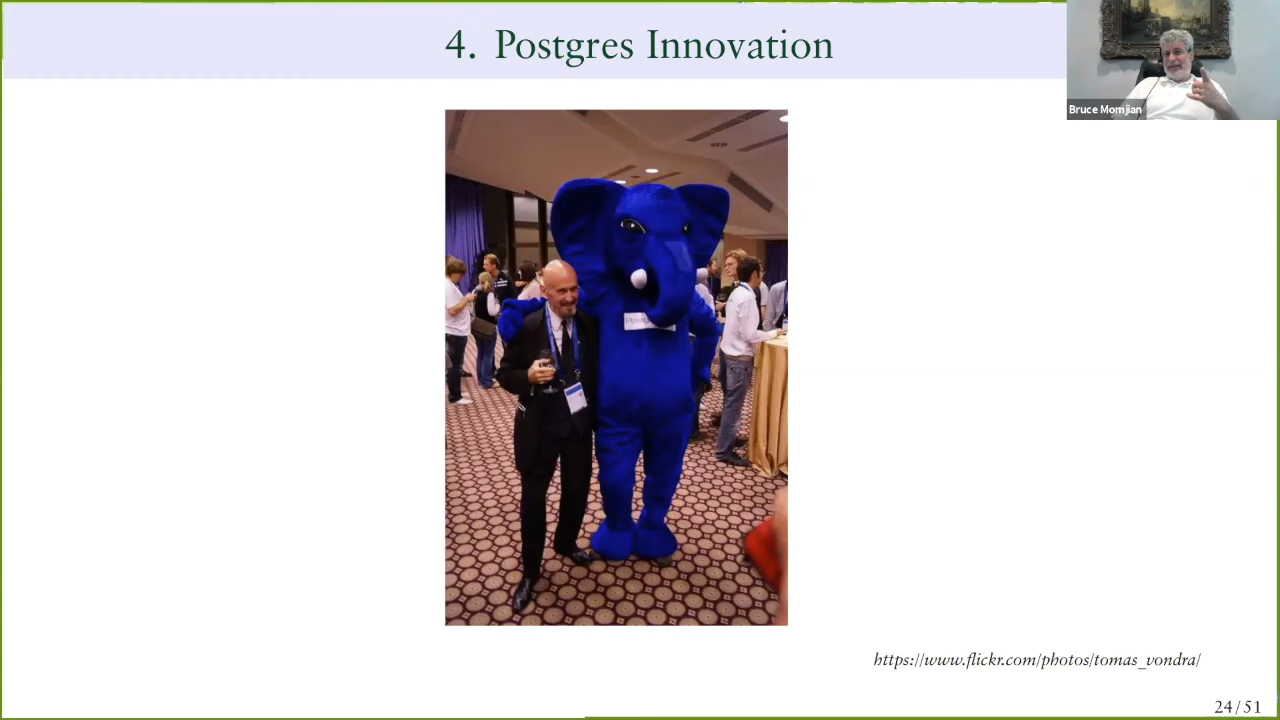 4. Postgres Innovation
Bruce Momjian
https://www.flickr.com/photos/tomas_vondra/
24/51